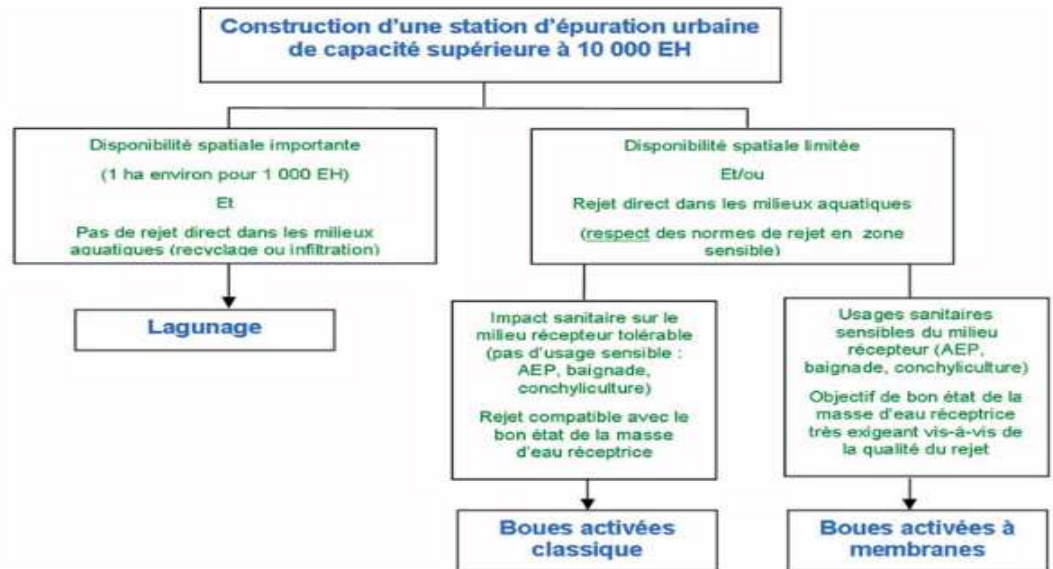 Construction d'une station d'épuration urbaine
de capacité supérieure à 10 000 EH
Disponibilité spatiale importante
(1 ha environ pour 1 000 EH)
Et
Pas de rejet direct dans les milieux
aquatiques (recyclage ou infiltration)
Disponibilité spatiale limitée
Et/ou
Rejet direct dans les milieux aquatiques
(respect des normes de rejet en zone
sensible)
Lagunage
Impact sanitaire sur le
milieu récepteur tolérable
(pas d'usage sensible :
AEP, baignade,
conchyliculture)
Rejet compatible avec le
bon état de la masse
d'eau réceptrice
Usages sanitaires
sensibles du milieu
récepteur (AEP,
baignade, conchyliculture)
Objectif de bon état de la
masse d'eau réceptrice
très exigeant vis-à-vis de
la qualité du rejet
Boues activées
classique
Boues activées à
membranes